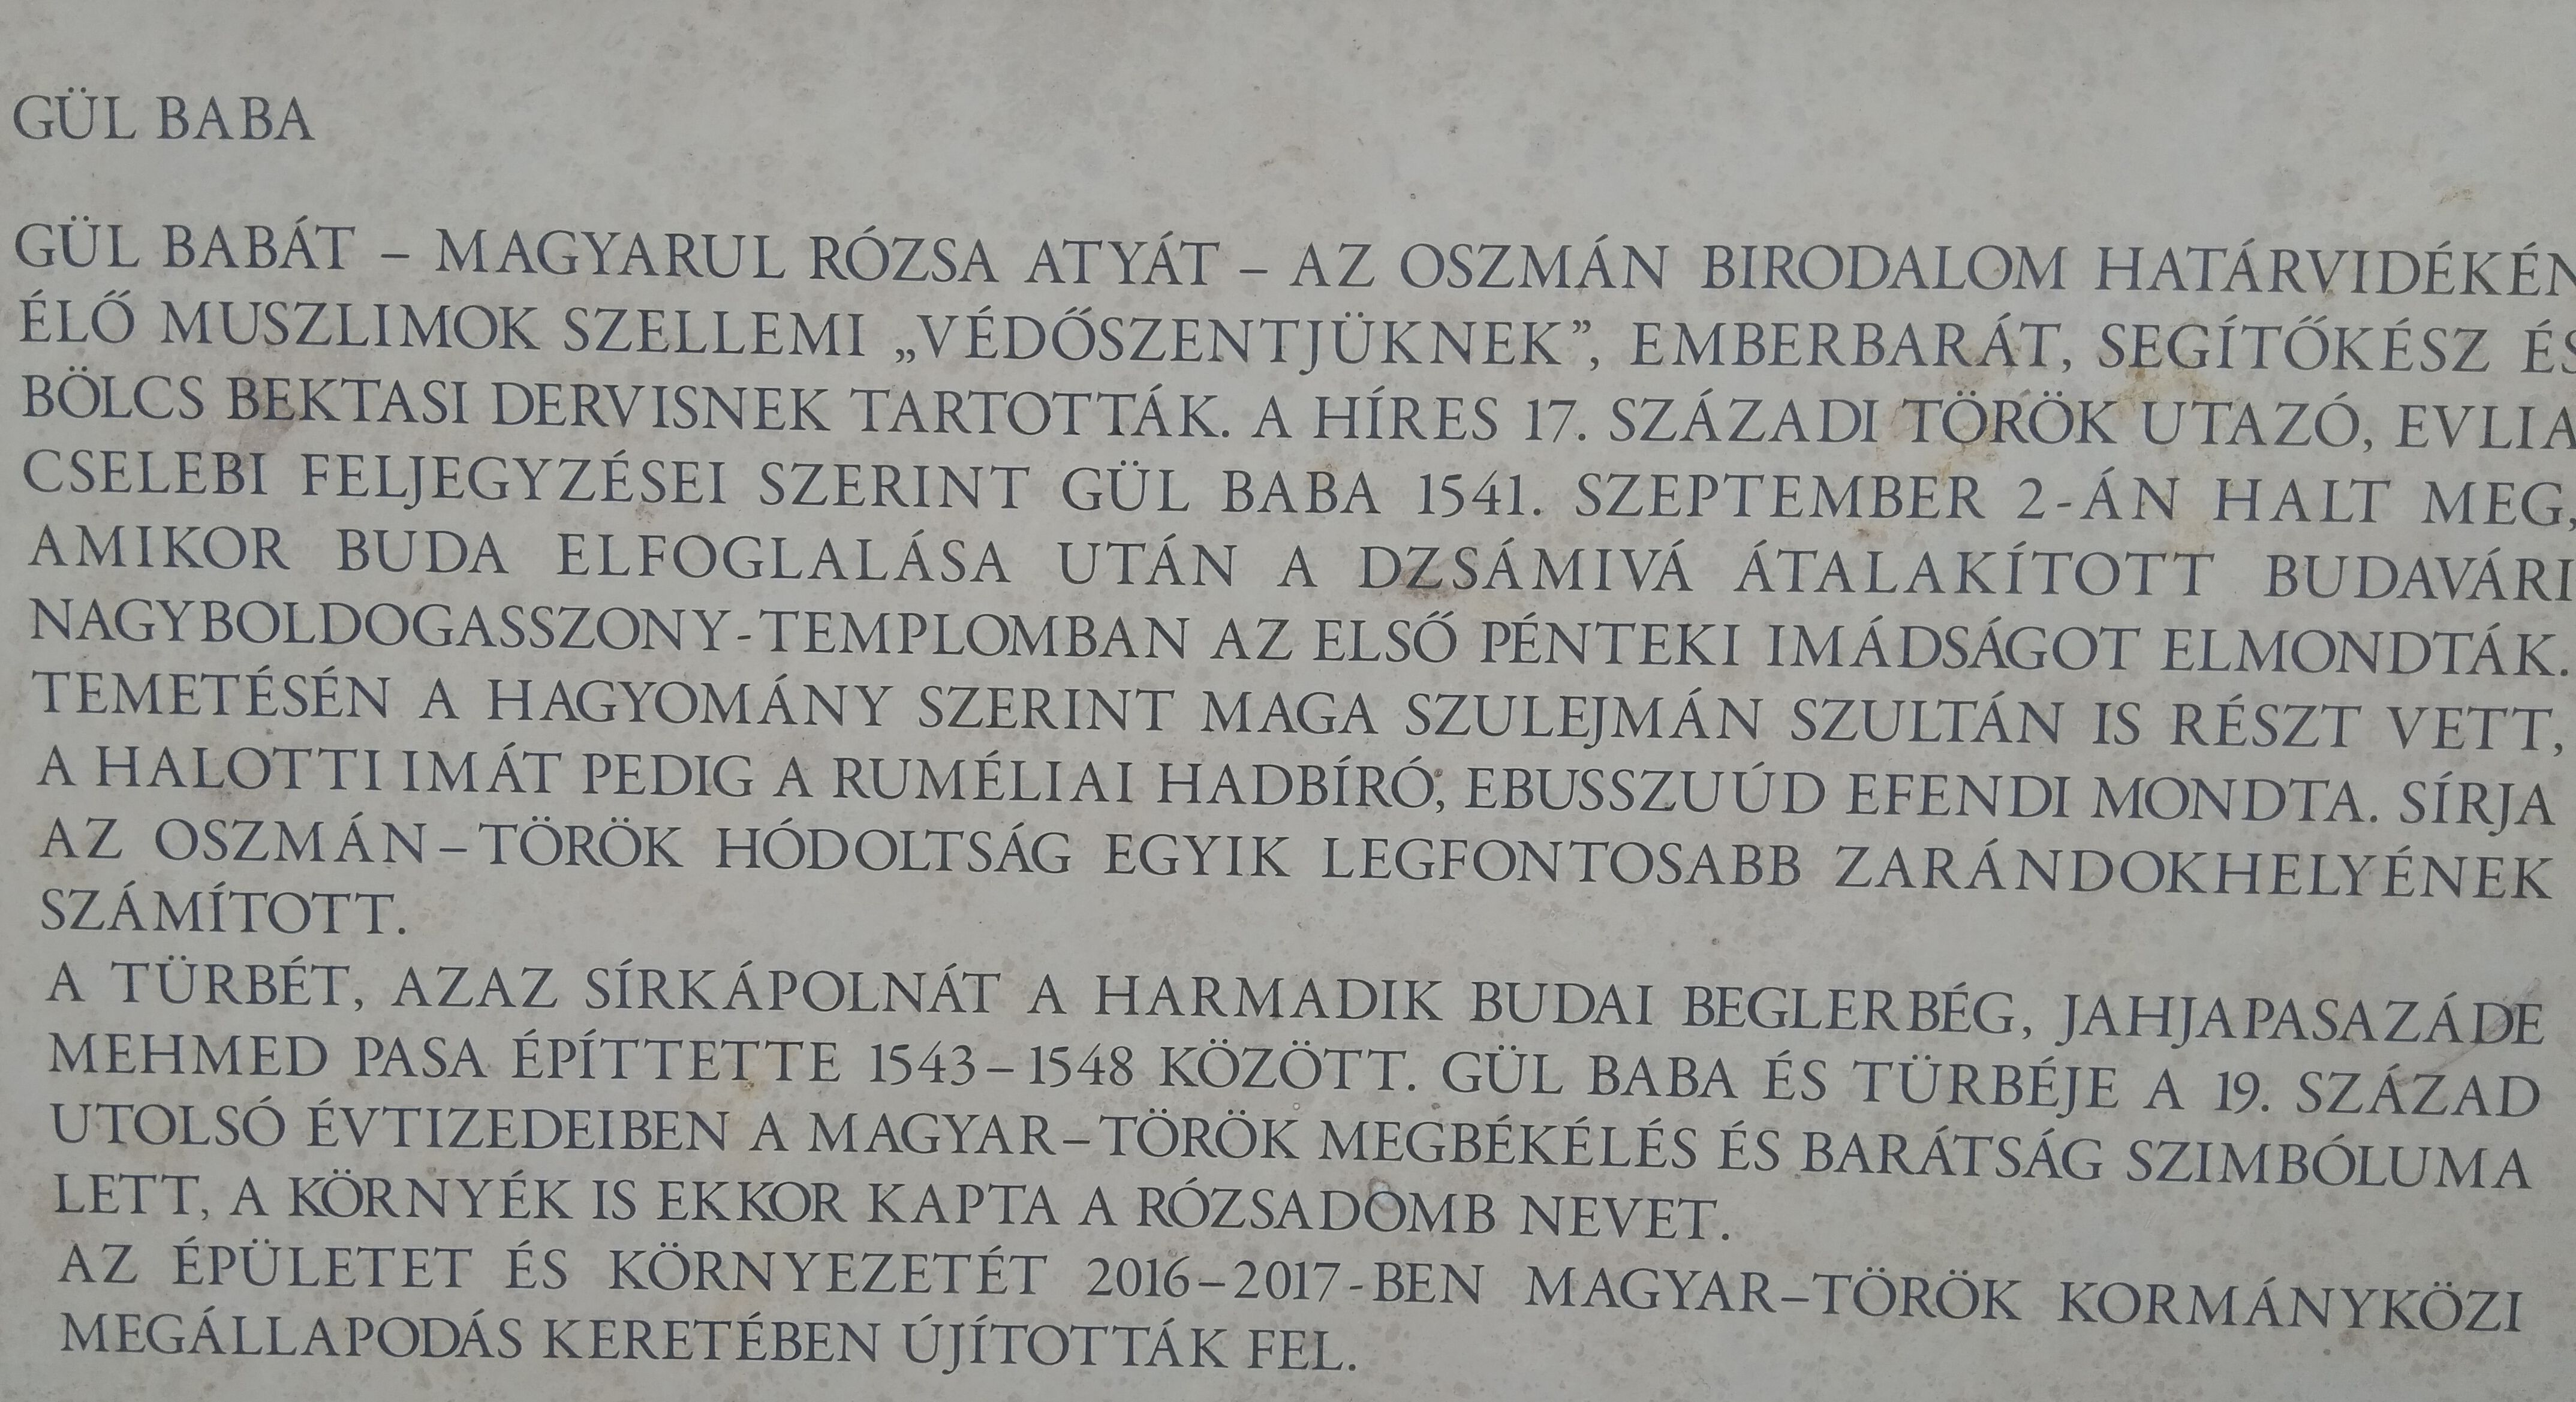 GÜL BABA
GÜL BABÁT – MAGYARUL RÓZSA ATYÁT – AZ OSZMÁN BIRODALOM HATÁRVIDÉKÉN
ÉLŐ MUSZLIMOK SZELLEMI „VÉDŐSZENTJÜKNEK”, EMBERBARÁT, SEGÍTŐKÉSZ ÉS
BÖLCS BEKTASI DERVISNEK TARTOTTÁK. A HÍRES 17. SZÁZADI TÖRÖK UTAZÓ, EVLIA
CSELEBI FELJEGYZÉSEI SZERINT GÜL BABA 1541. SZEPTEMBER 2-ÁN HALT MEG,
AMIKOR BUDA ELFOGLALÁSA UTÁN A DZSÁMIVÁ ÁTALAKÍTOTT BUDAVÁRI
NAGYBOLDOGASSZONY-TEMPLOMBAN AZ ELSŐ PÉNTEKI IMÁDSÁGOT ELMONDTÁK.
TEMETÉSÉN A HAGYOMÁNY SZERINT MAGA SZULEJMÁN SZULTÁN IS RÉSZT VETT,
A HALOTTI IMÁT PEDIG A RUMÉLIAI HADBÍRÓ, EBUSSZUÚD EFENDI MONDTA. SÍRJA
AZ OSZMÁN–TÖRÖK HÓDOLTSÁG EGYIK LEGFONTOSABB ZARÁNDOKHELYÉNEK
SZÁMÍTOTT.
A TÜRBÉT, AZAZ SÍRKÁPOLNÁT A HARMADIK BUDAI BEGLERBÉG, JAHJAPASAZÁDE
MEHMED PASA ÉPÍTTETTE 1543–1548 KÖZÖTT. GÜL BABA ÉS TÜRBÉJE A 19. SZÁZAD
UTOLSÓ ÉVTIZEDEIBEN A MAGYAR–TÖRÖK MEGBÉKÉLÉS ÉS BARÁTSÁG SZIMBÓLUMA
LETT, A KÖRNYÉK IS EKKOR KAPTA A RÓZSADOMB NEVET.
AZ ÉPÜLETET ÉS KÖRNYEZETÉT 2016–2017-BEN MAGYAR–TÖRÖK KORMÁNYKÖZI
MEGÁLLAPODÁS KERETÉBEN ÚJÍTOTTÁK FEL.